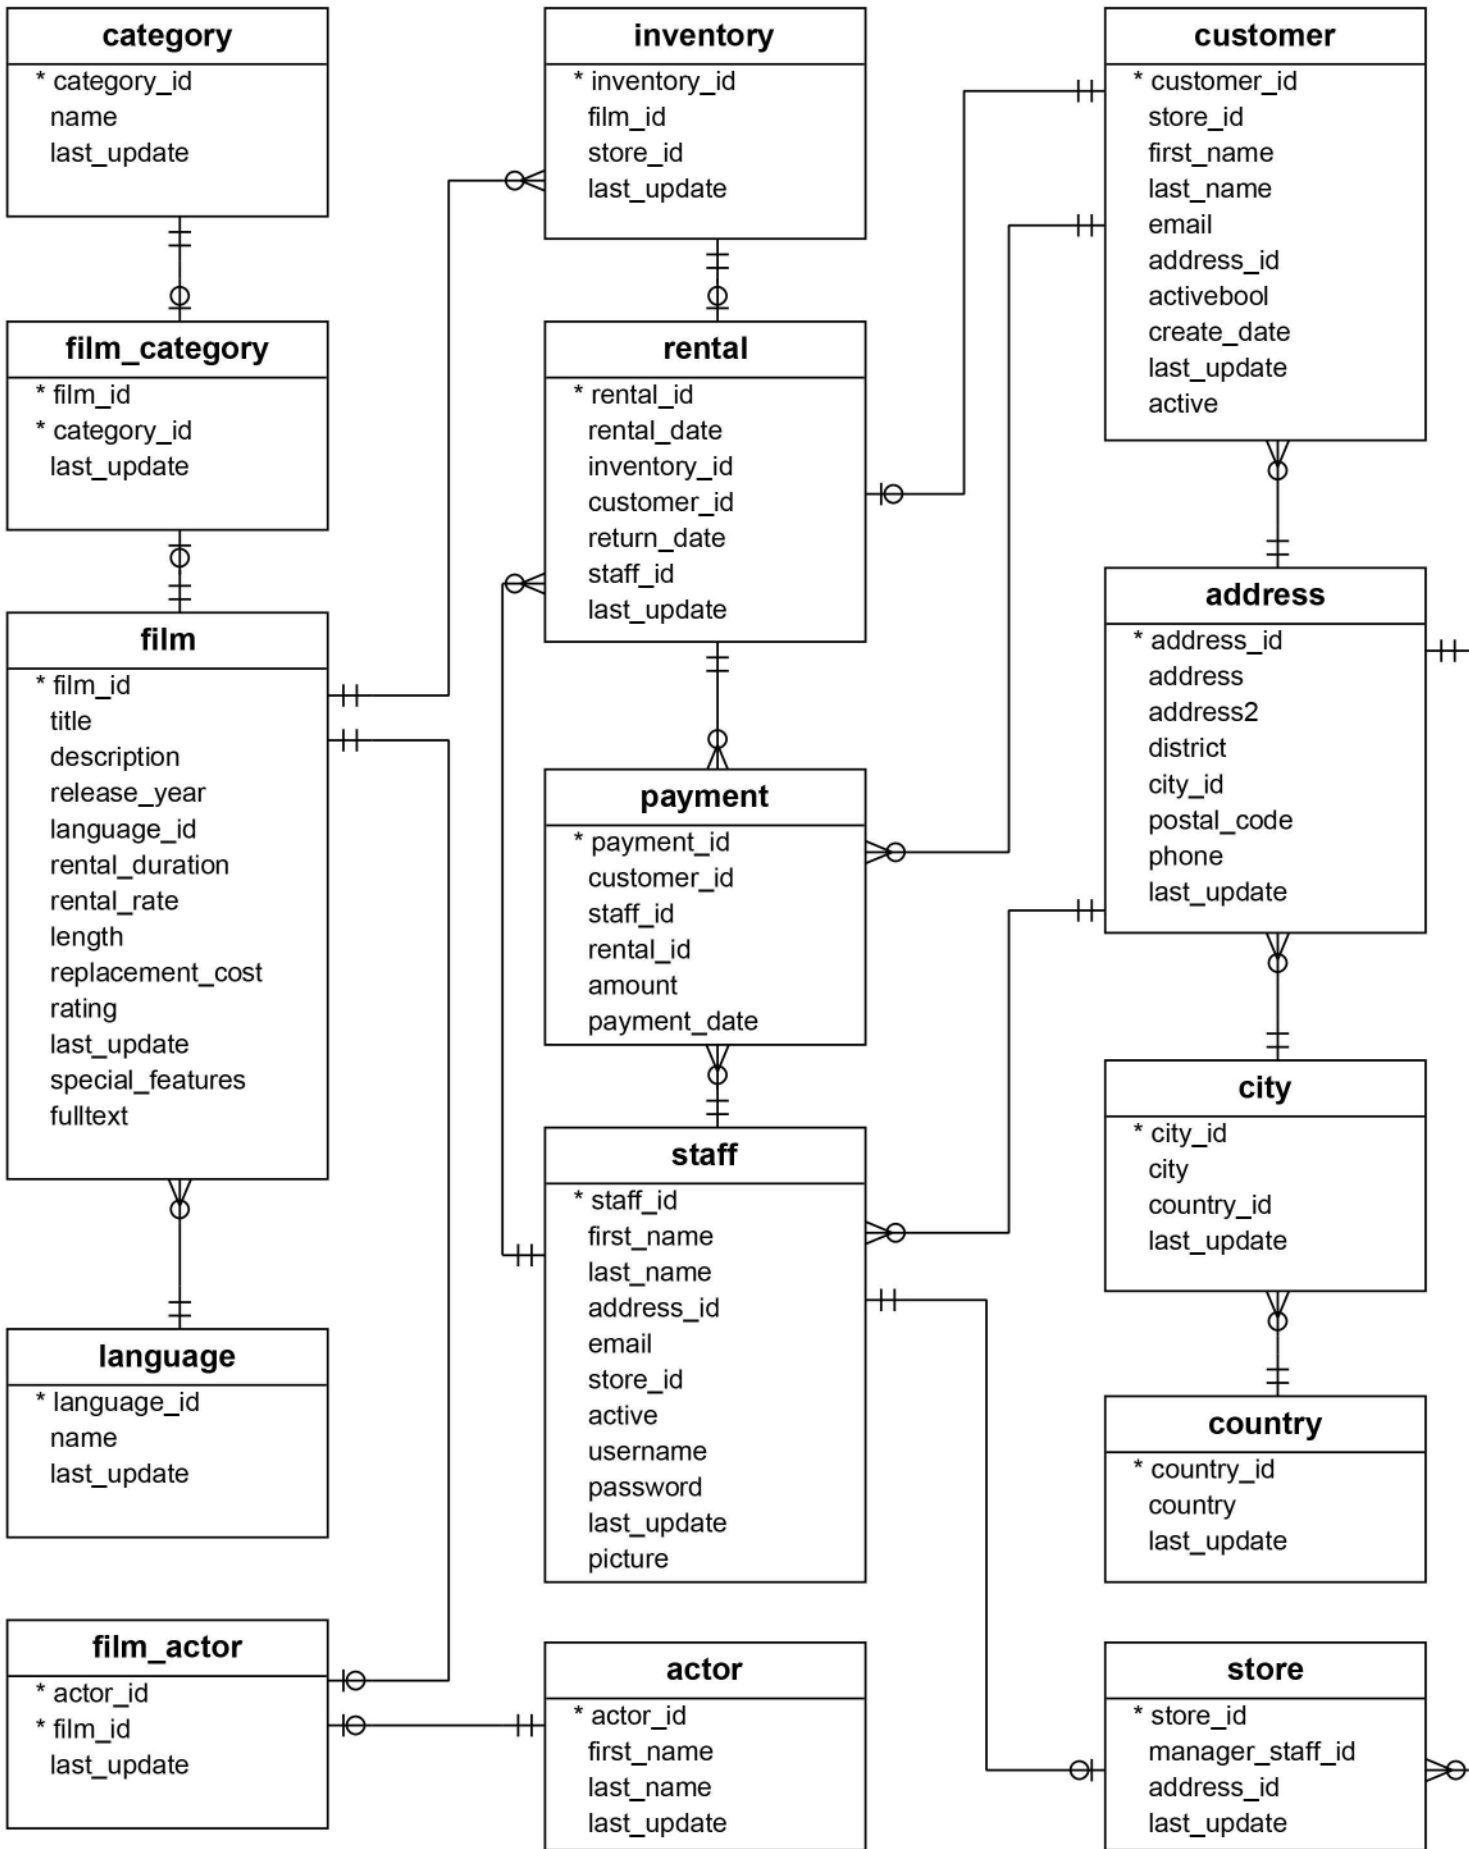 category
* category_id
name
last_update
film_category
* film_id
* category_id
last_update
film
* film_id
title
description
release_year
language_id
rental_duration
rental_rate
length
replacement_cost
rating
last_update
special_features
fulltext
language
* language_id
name
last_update
film_actor
* actor_id
* film_id
last_update
inventory
* inventory_id
film_id
store_id
last_update
rental
* rental_id
rental_date
inventory_id
customer_id
return_date
staff_id
last_update
payment
* payment_id
customer_id
staff_id
rental_id
amount
payment_date
staff
* staff_id
first_name
last_name
address_id
email
store_id
active
username
password
last_update
picture
actor
* actor_id
first_name
last_name
last_update
customer
* customer_id
store_id
first_name
last_name
email
address_id
activebool
create_date
last_update
active
address
* address_id
address
address2
district
city_id
postal_code
phone
last_update
city
* city_id
city
country_id
last_update
country
* country_id
country
last_update
store
* store_id
manager_staff_id
address_id
last_update